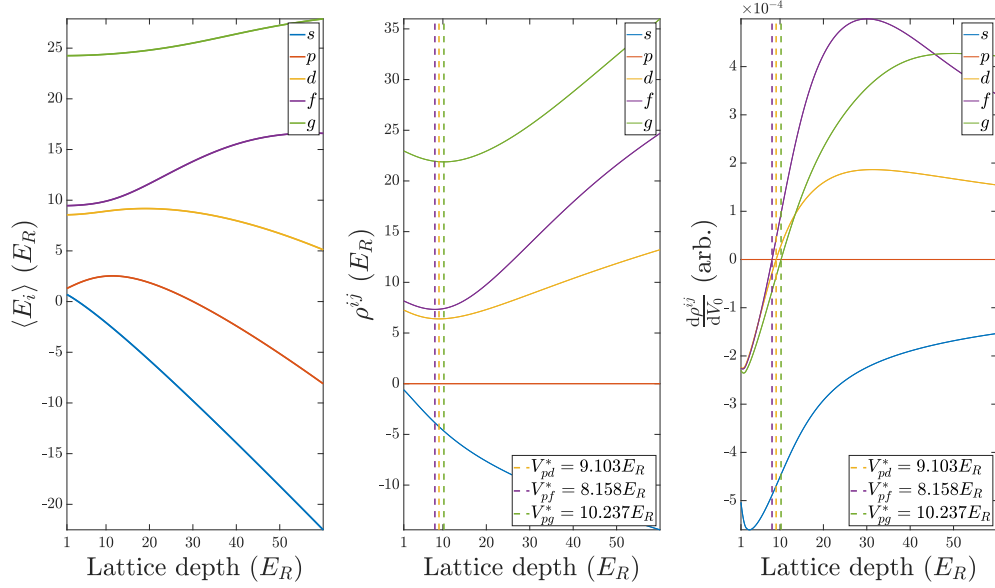 25
20
15
10
5
0
-5
-10
-15
-20
1
10
20
30
40
50
Lattice depth (E_R)
⟨E_i⟩ (E_R)
s
p
d
f
g
35
30
25
20
15
10
5
0
-5
-10
1
10
20
30
40
50
Lattice depth (E_R)
ρ^{ij} (E_R)
s
p
d
f
g
V*_{pd} = 9.103E_R
V*_{pf} = 8.158E_R
V*_{pg} = 10.237E_R
×10^{-4}
4
3
2
1
0
-1
-2
-3
-4
-5
1
10
20
30
40
50
Lattice depth (E_R)
dρ^{ij}/dV_0 (arb.)
s
p
d
f
g
V*_{pd} = 9.103E_R
V*_{pf} = 8.158E_R
V*_{pg} = 10.237E_R